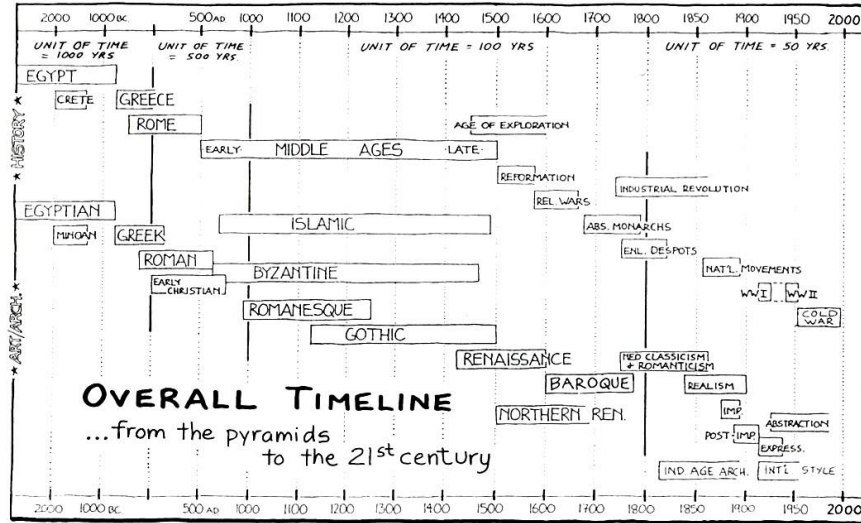 2000 1000 BC. 500 AD 1000 1100 1200 1300 1400 1500 1600 1700 1800 1850 1900 1950 2000
UNIT OF TIME = 1000 YRS
UNIT OF TIME = 500 YRS.
UNIT OF TIME = 100 YRS
UNIT OF TIME = 50 YRS.
HISTORY
EGYPT
CRETE GREECE
ROME AGE OF EXPLORATION
EARLY- MIDDLE AGES LATE-
REFORMATION
INDUSTRIAL REVOLUTION
REL. WARS
ART/ARCH.
EGYPTIAN
ISLAMIC
ABS. MONARCHS
MINOAN GREEK
ENL. DESPOTS
ROMAN
BYZANTINE
NAT'L. MOVEMENTS
EARLY CHRISTIAN.
WW I WW II
ROMANESQUE
COLD WAR
GOTHIC
RENAISSANCE
NEO CLASSICISM + ROMANTICISM
BAROQUE
REALISM
OVERALL TIMELINE
NORTHERN REN.
IMP.
ABSTRACTION
...from the pyramids
POST-IMP.
EXPRESS.
to the 21st century
IND AGE ARCH. INT'L STYLE
2000 1000 BC. 500 AD 1000 1100 1200 1300 1400 1500 1600 1700 1800 1850 1900 1950 2000